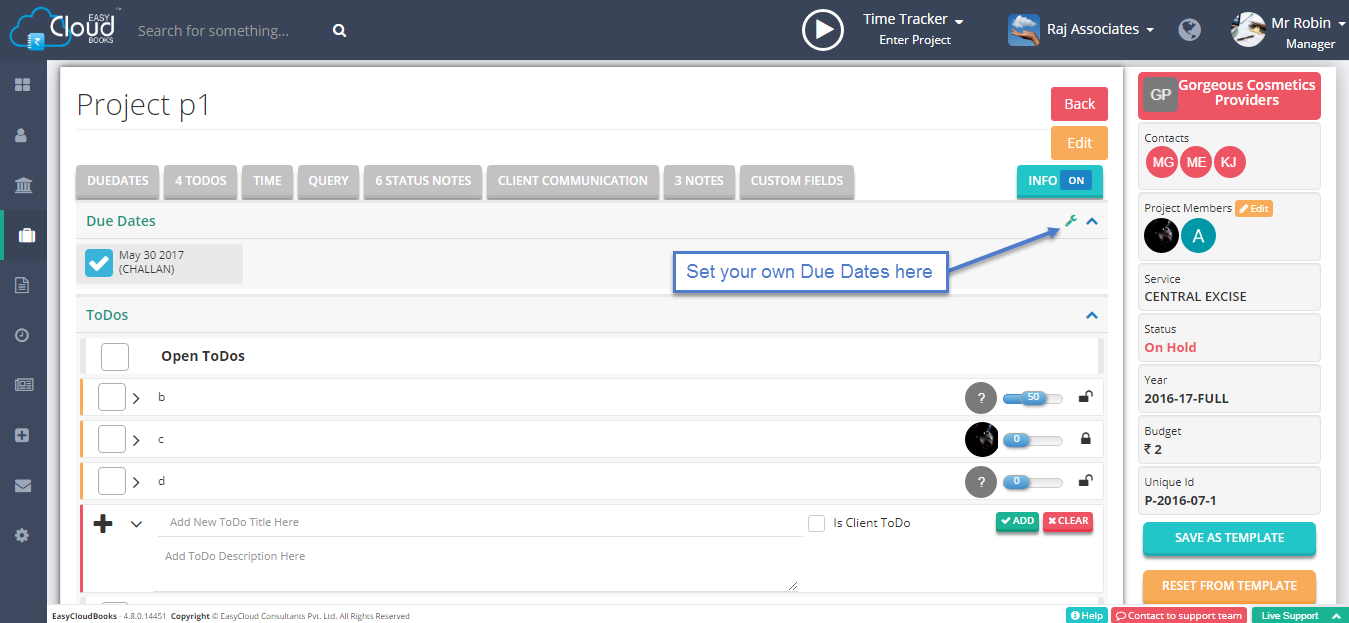 EASY
Cloud
BOOKS
Search for something...
Time Tracker
Enter Project
Raj Associates
Mr Robin
Manager
Project p1
Back
Edit
DUEDATES
4 TODOS
TIME
QUERY
6 STATUS NOTES
CLIENT COMMUNICATION
3 NOTES
CUSTOM FIELDS
INFO ON
Due Dates
May 30 2017
(CHALLAN)
Set your own Due Dates here
ToDos
Open ToDos
b
?
50
c
0
d
?
0
Add New ToDo Title Here
Is Client ToDo
ADD
CLEAR
Add ToDo Description Here
GP
Gorgeous Cosmetics
Providers
Contacts
MG
ME
KJ
Project Members
Edit
A
Service
CENTRAL EXCISE
Status
On Hold
Year
2016-17-FULL
Budget
₹ 2
Unique Id
P-2016-07-1
SAVE AS TEMPLATE
RESET FROM TEMPLATE
EasyCloudBooks - 4.8.0.14451 Copyright © EasyCloud Consultants Pvt. Ltd. All Rights Reserved
Help
Contact to support team
Live Support